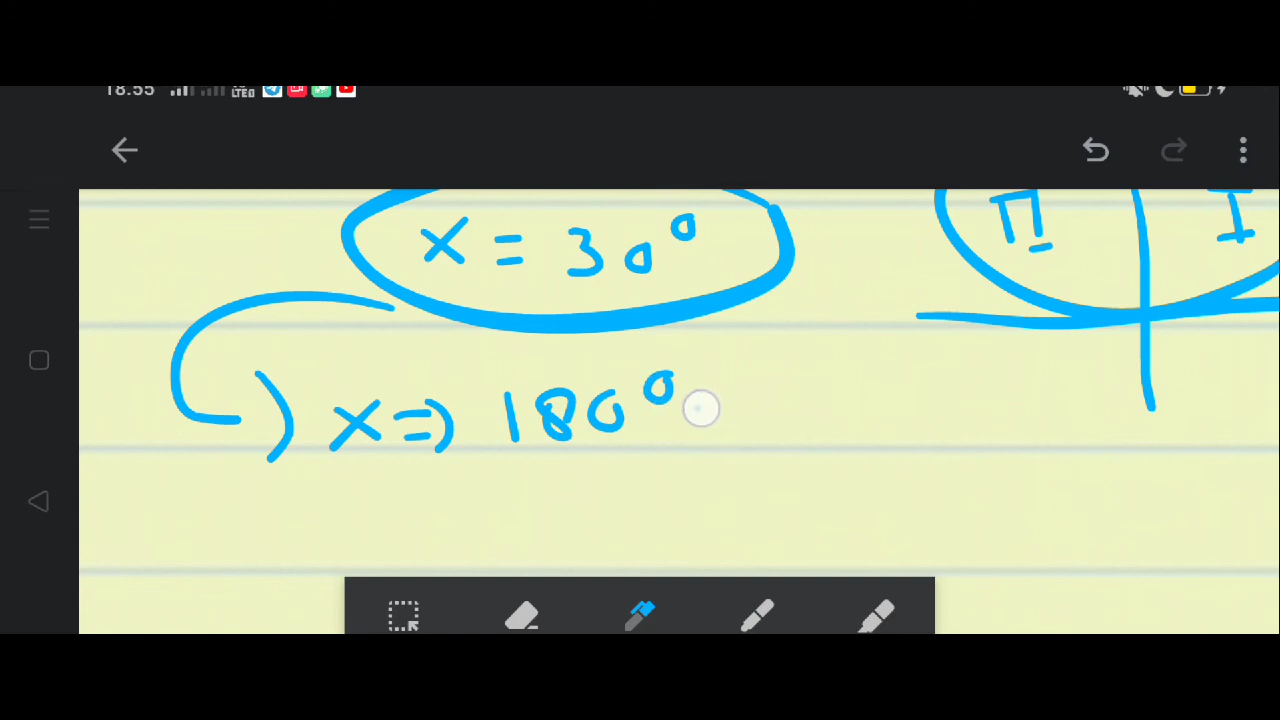 18.55
x = 30°
II I
) x => 180°